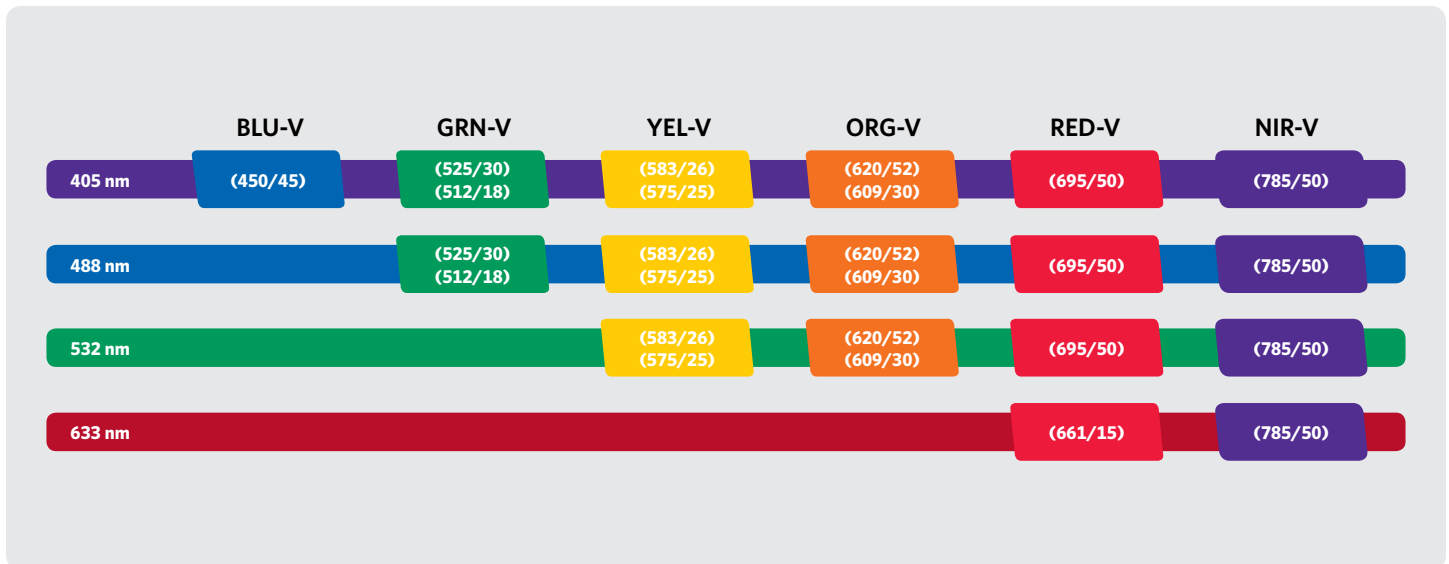 BLU-V GRN-V YEL-V ORG-V RED-V NIR-V
405 nm (450/45) (525/30) (583/26) (620/52) (695/50) (785/50)
(512/18) (575/25) (609/30)
488 nm (525/30) (583/26) (620/52) (695/50) (785/50)
(512/18) (575/25) (609/30)
532 nm (583/26) (620/52) (695/50) (785/50)
(575/25) (609/30)
633 nm (661/15) (785/50)